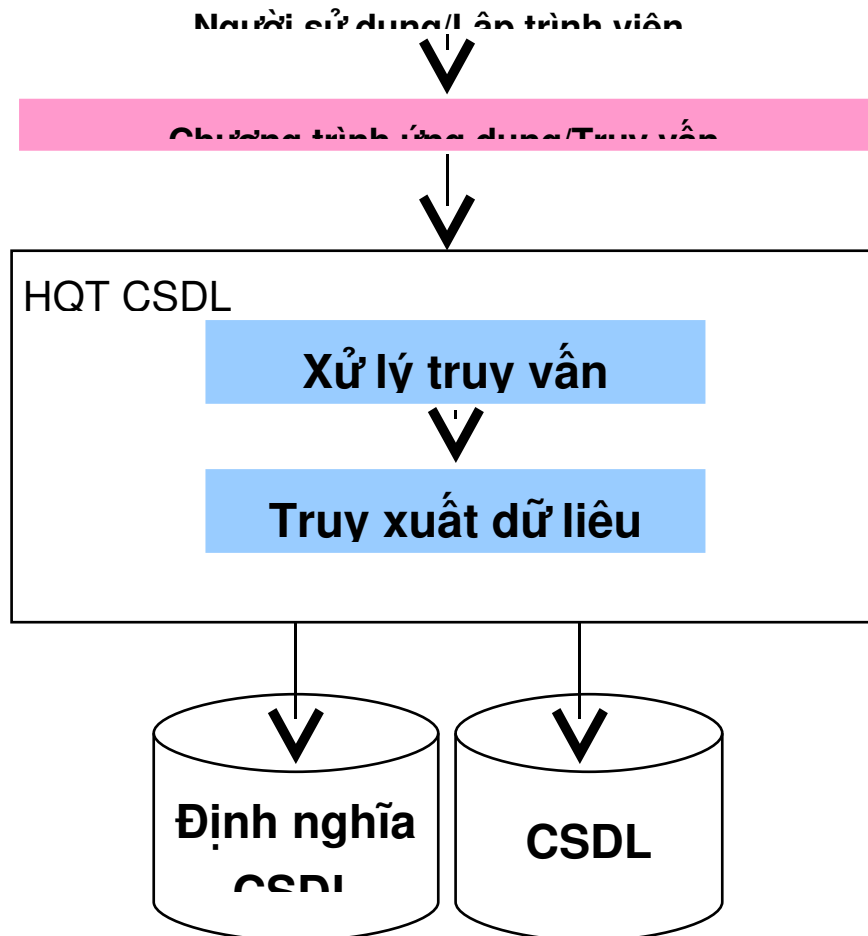 Người sử dụng/Lập trình viên
Chương trình ứng dụng/Truy vấn
HQT CSDL
Xử lý truy vấn
Truy xuất dữ liệu
Định nghĩa
CSDL
CSDL